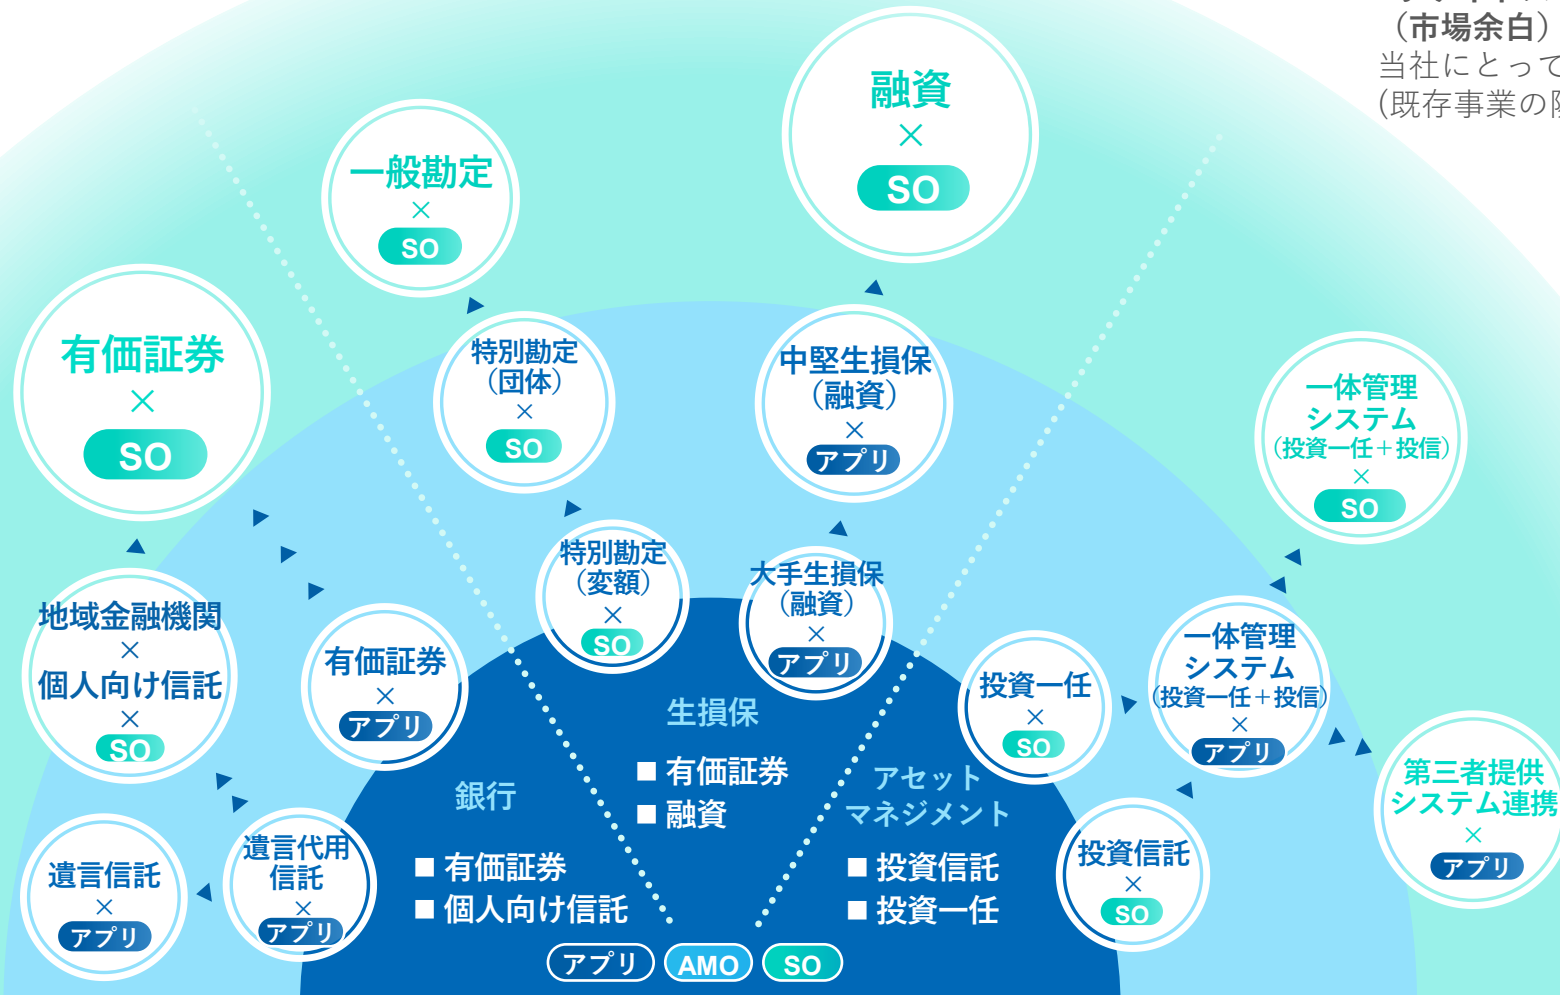 （市場余白）
当社にとって
(既存事業の
融資
×
SO
一般勘定
×
SO
有価証券
×
SO
特別勘定
（団体）
×
SO
中堅生損保
（融資）
×
アプリ
一体管理
システム
（投資一任＋投信）
×
SO
特別勘定
（変額）
×
SO
大手生損保
（融資）
×
アプリ
地域金融機関
×
個人向け信託
×
SO
有価証券
×
アプリ
投資一任
×
SO
一体管理
システム
（投資一任＋投信）
×
アプリ
第三者提供
システム連携
×
アプリ
遺言信託
×
アプリ
遺言代用
信託
×
アプリ
投資信託
×
SO
銀行
■ 有価証券
■ 個人向け信託
生損保
■ 有価証券
■ 融資
アセット
マネジメント
■ 投資信託
■ 投資一任
アプリ AMO SO